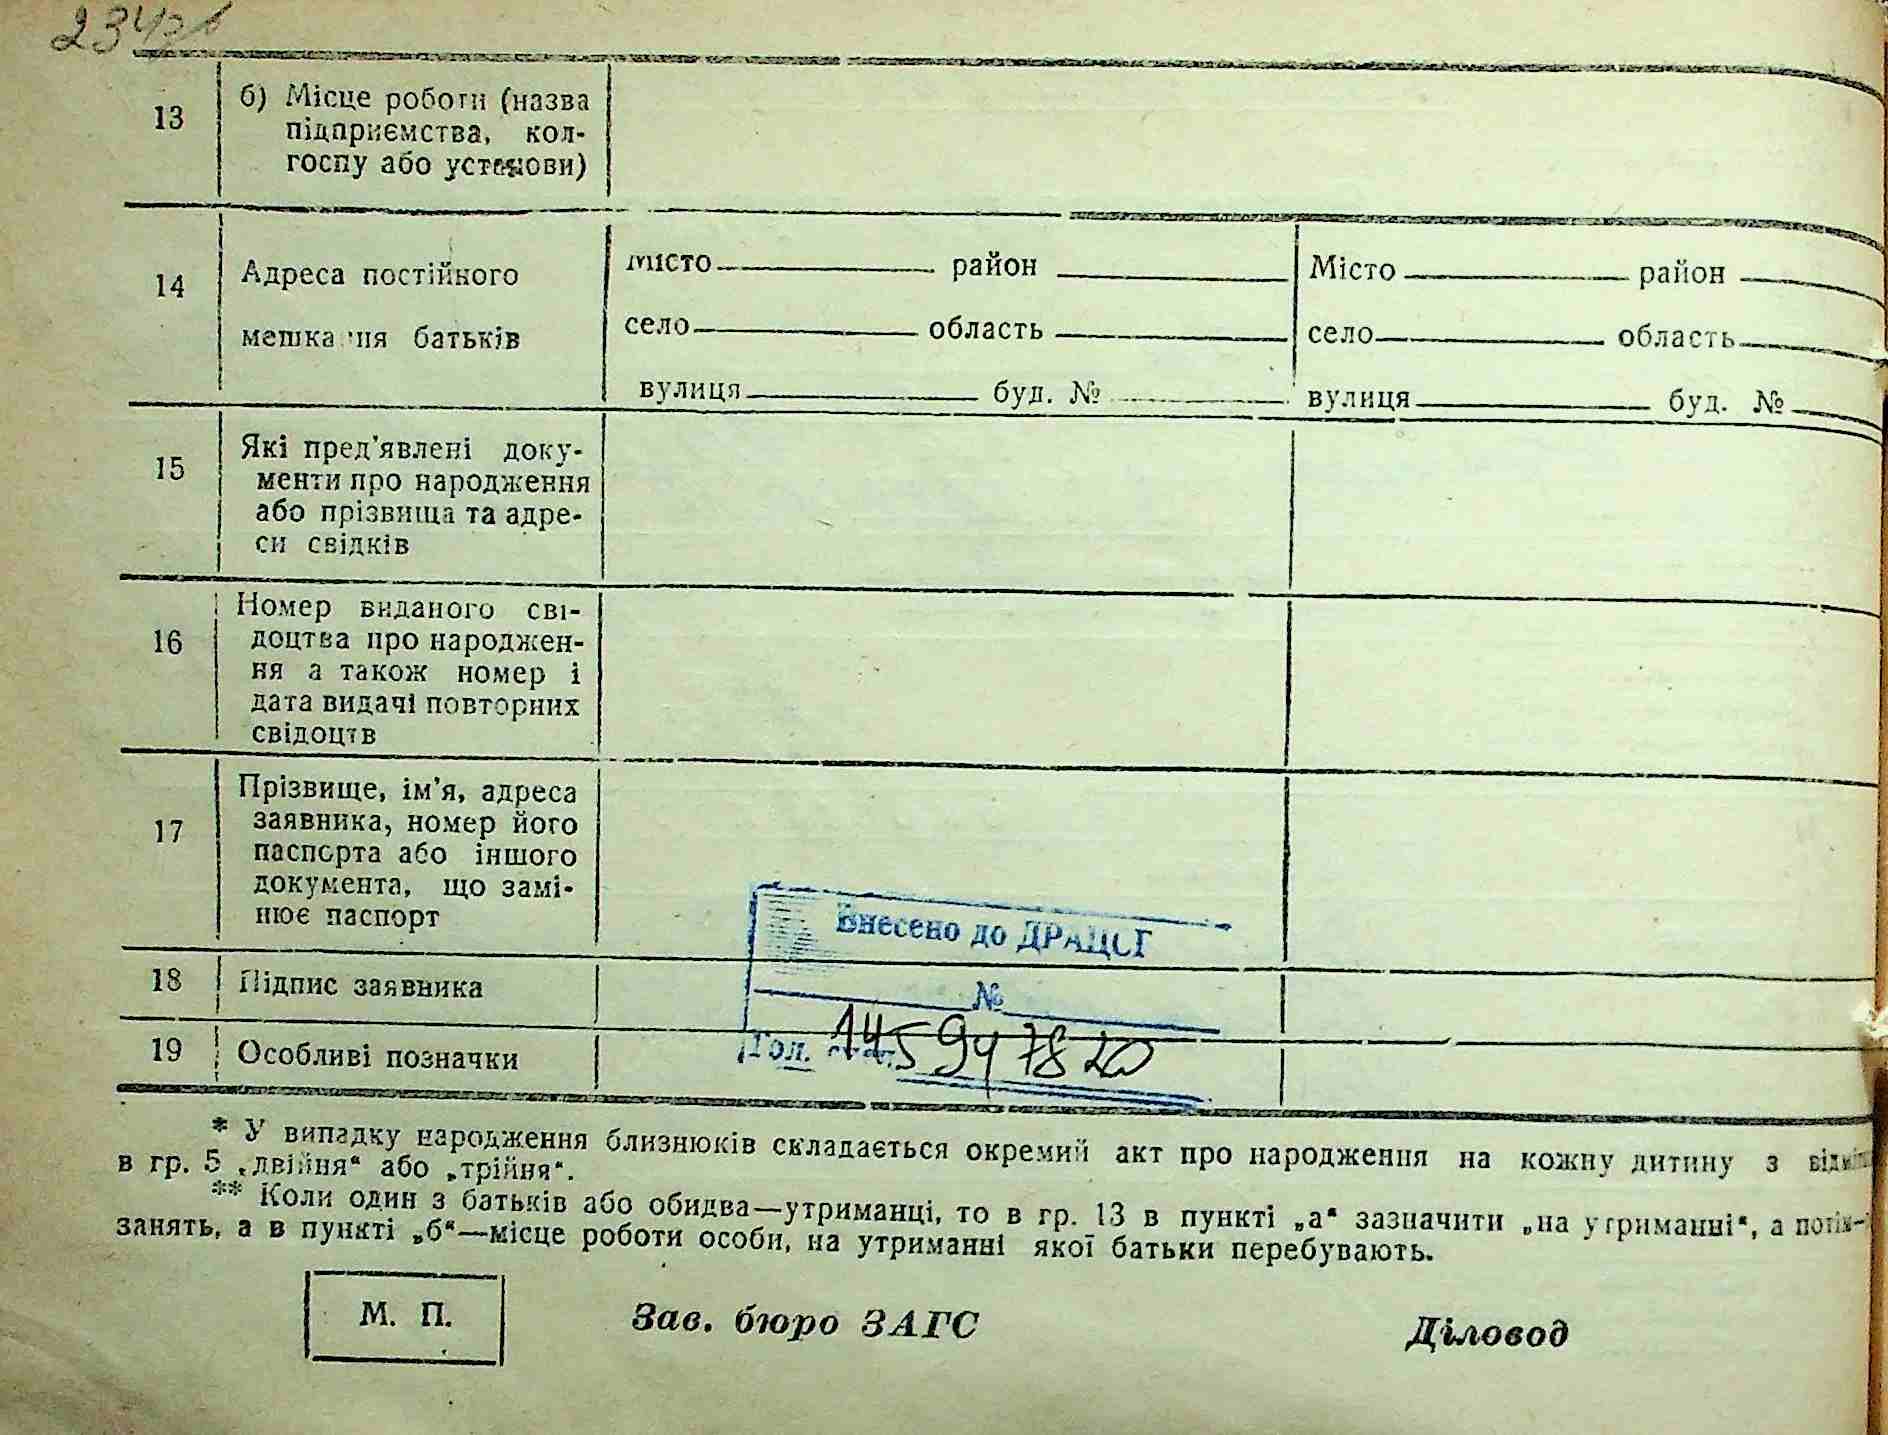 13
б) Місце роботи (назва
підприємства, кол-
госпу або установи)
14
Адреса постійного
мешкання батьків
Місто район
село область
вулиця буд. №
Місто район
село область
вулиця буд. №
15
Які пред'явлені доку-
менти про народження
або прізвища та адре-
си свідків
16
Номер виданого сві-
доцтва про народжен-
ня а також номер і
дата видачі повторних
свідоцтв
17
Прізвище, ім'я, адреса
заявника, номер його
паспорта або іншого
документа, що замі-
нює паспорт
Внесено до ДРАЦСГ
18
Підпис заявника
№
145947820
19
Особливі позначки
Гол.
* У випадку народження близнюків складається окремий акт про народження на кожну дитину з
в гр. 5 „двійня“ або „трійня“.
** Коли один з батьків або обидва—утриманці, то в гр. 13 в пункті „а“ зазначити „на утриманні“, а
занять, а в пункті „б“—місце роботи особи, на утриманні якої батьки перебувають.
М. П.
Зав. бюро ЗАГС
Діловод